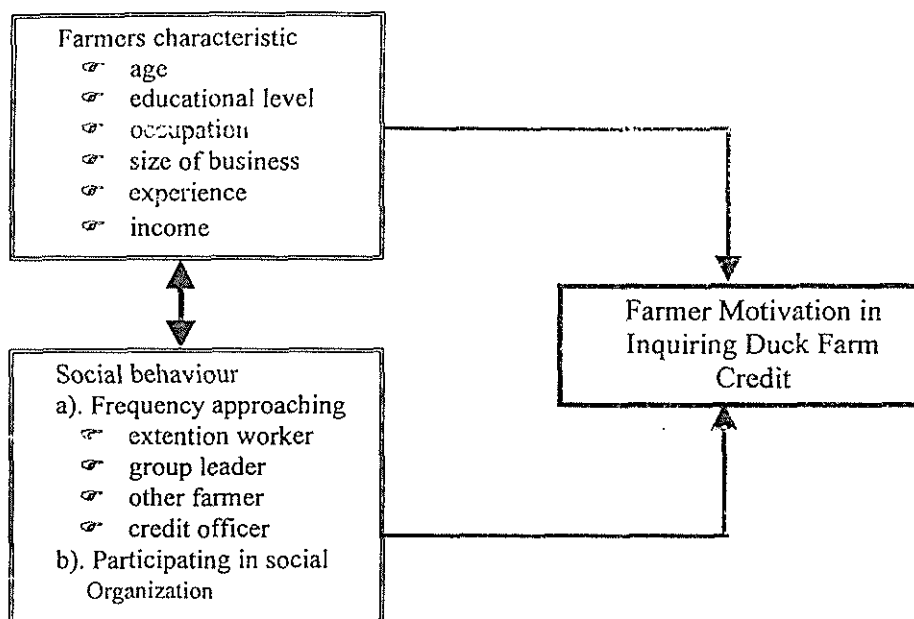 Farmers characteristic
☞ age
☞ educational level
☞ occupation
☞ size of business
☞ experience
☞ income
Social behaviour
a). Frequency approaching
☞ extention worker
☞ group leader
☞ other farmer
☞ credit officer
b). Participating in social
Organization
Farmer Motivation in
Inquiring Duck Farm
Credit